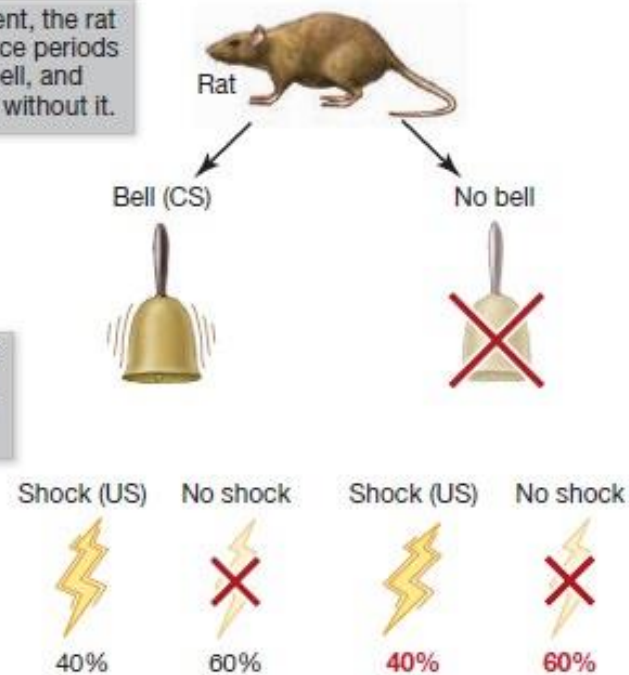 ent, the rat
ce periods
ell, and
without it.
Rat
Bell (CS)
No bell
Shock (US) No shock Shock (US) No shock
40% 60% 40% 60%